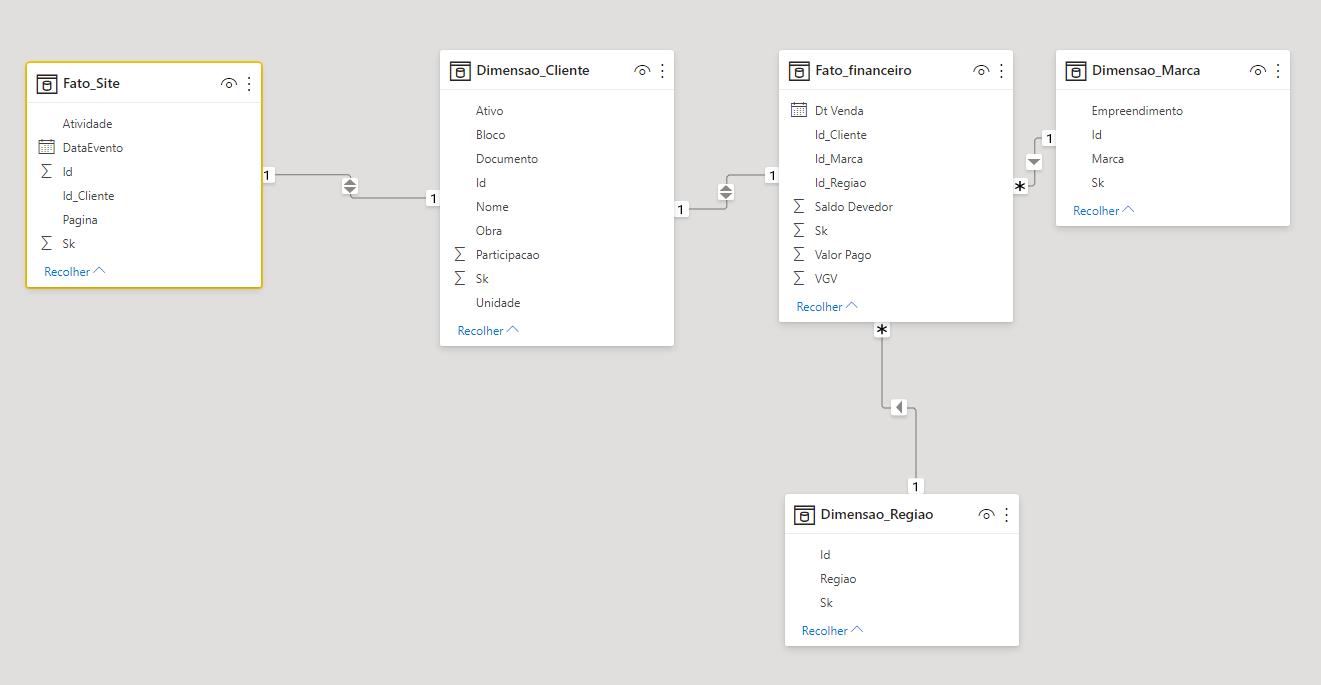 Fato_Site
Atividade
DataEvento
Σ Id
Id_Cliente
Pagina
Σ Sk
Recolher
1
1
Dimensao_Cliente
Ativo
Bloco
Documento
Id
Nome
Obra
Σ Participacao
Σ Sk
Unidade
Recolher
1
1
Fato_financeiro
Dt Venda
Id_Cliente
Id_Marca
Id_Regiao
Σ Saldo Devedor
Σ Sk
Σ Valor Pago
Σ VGV
Recolher
*
1
*
Dimensao_Marca
Empreendimento
Id
Marca
Sk
Recolher
1
Dimensao_Regiao
Id
Regiao
Sk
Recolher